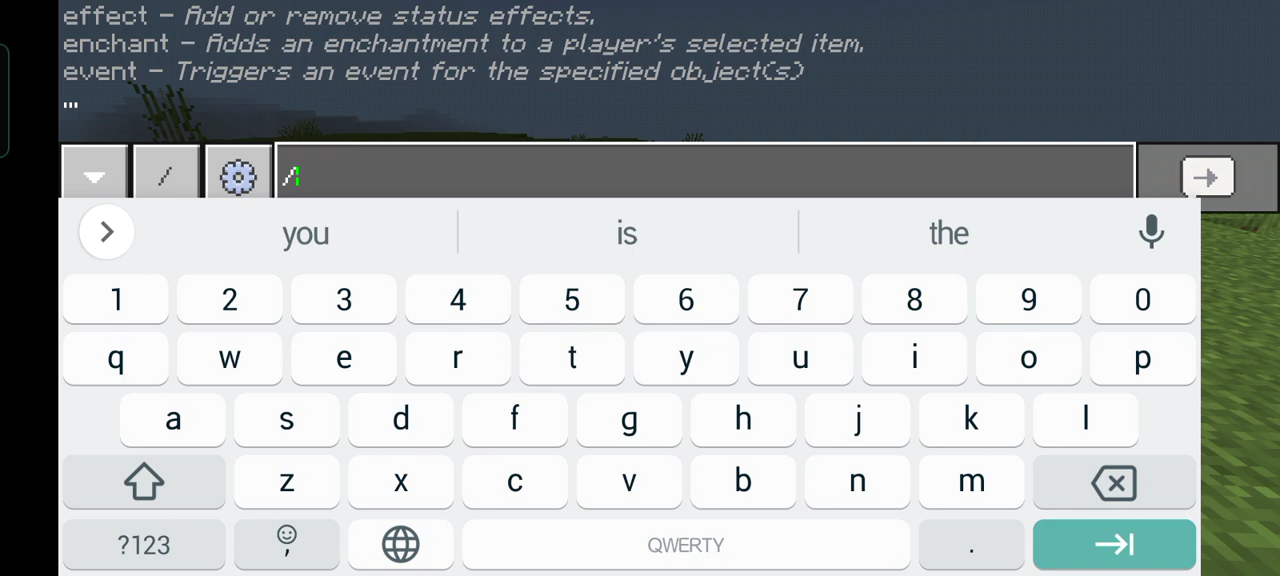 effect – Add or remove status effects.
enchant – Adds an enchantment to a player's selected item.
event – Triggers an event for the specified object(s)
...
/
/
you is the
1 2 3 4 5 6 7 8 9 0
q w e r t y u i o p
a s d f g h j k l
z x c v b n m
?123 , QWERTY .